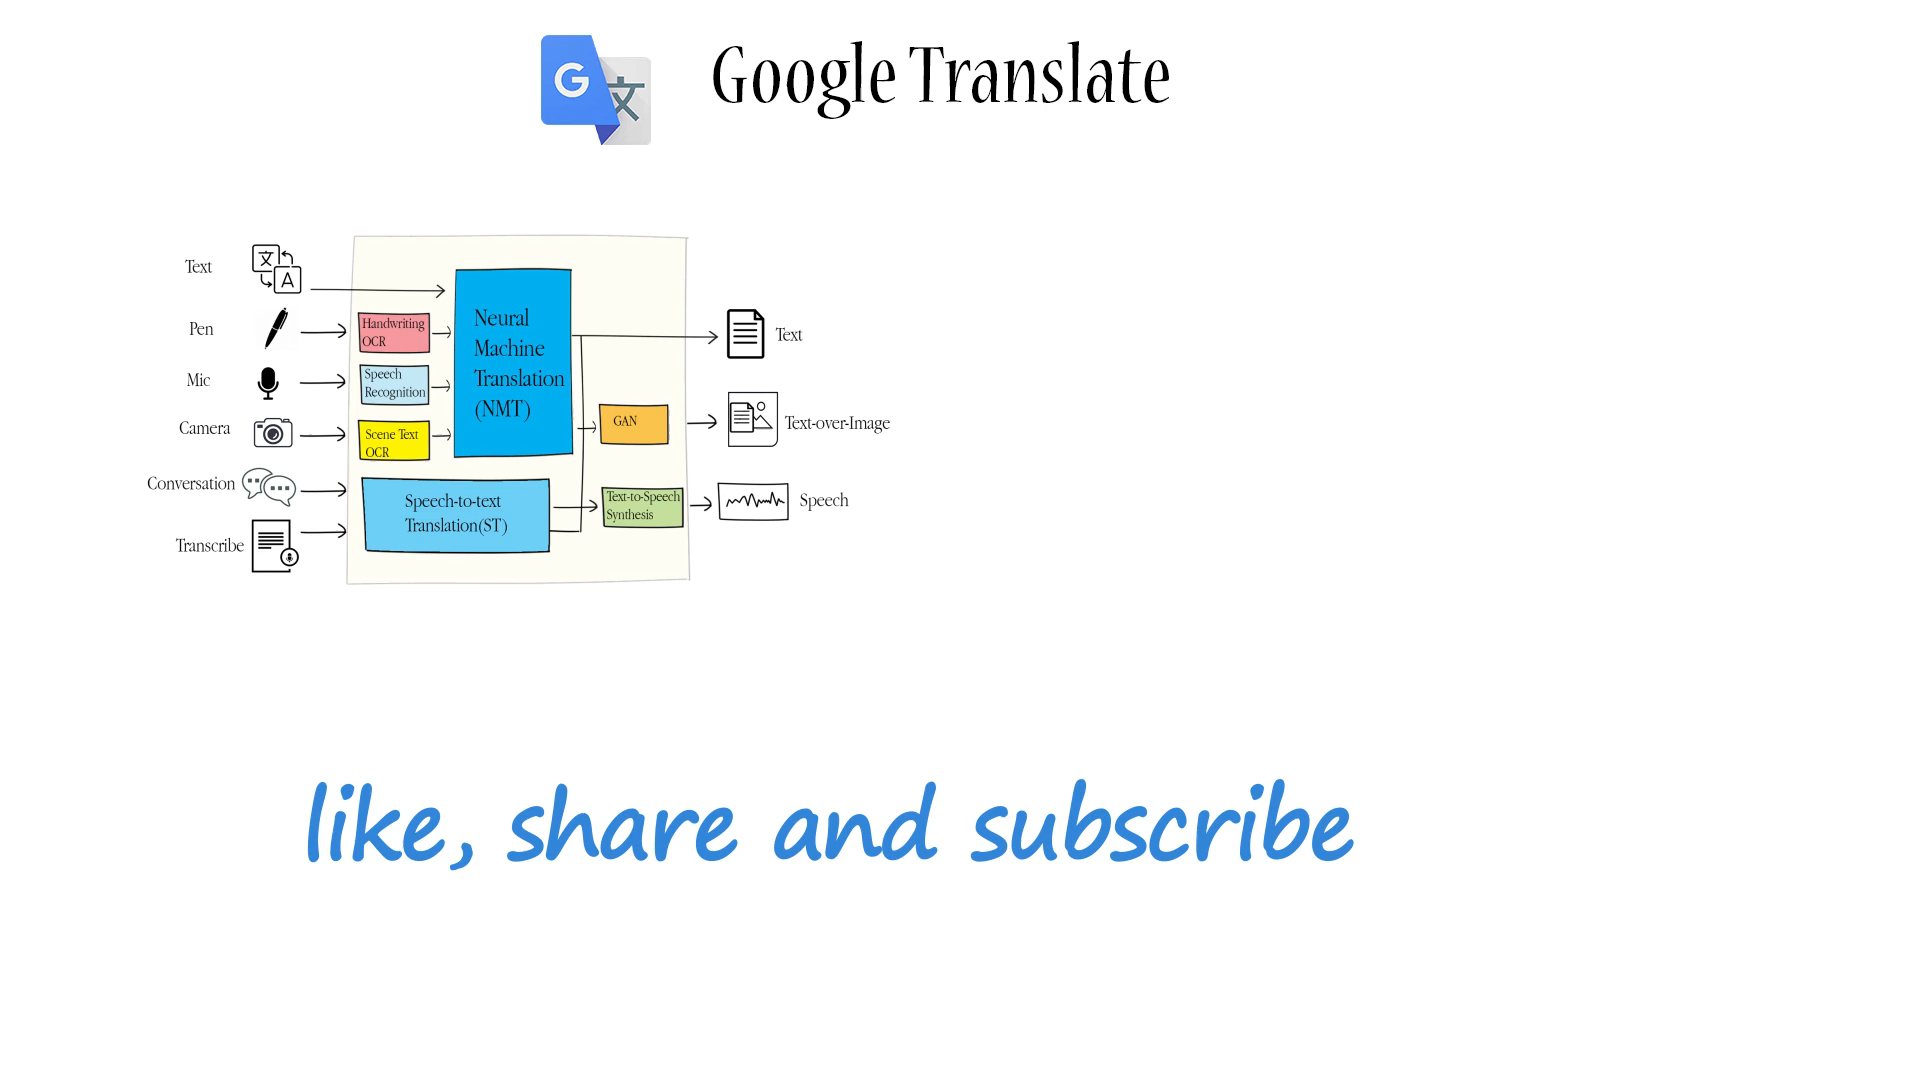 G 文
Google Translate
Text
文 A
Pen
Mic
Camera
Conversation
Transcribe
Handwriting
OCR
Speech
Recognition
Scene Text
OCR
Neural
Machine
Translation
(NMT)
Speech-to-text
Translation(ST)
GAN
Text-to-Speech
Synthesis
Text
Text-over-Image
Speech
like, share and subscribe